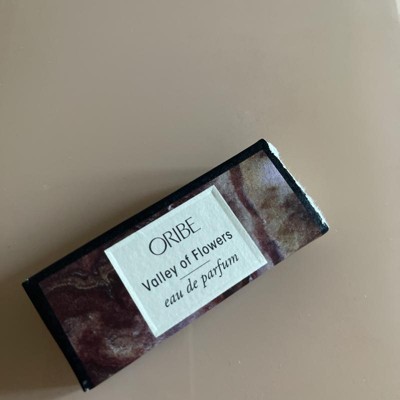 ORIBE
Valley of Flowers
eau de parfum